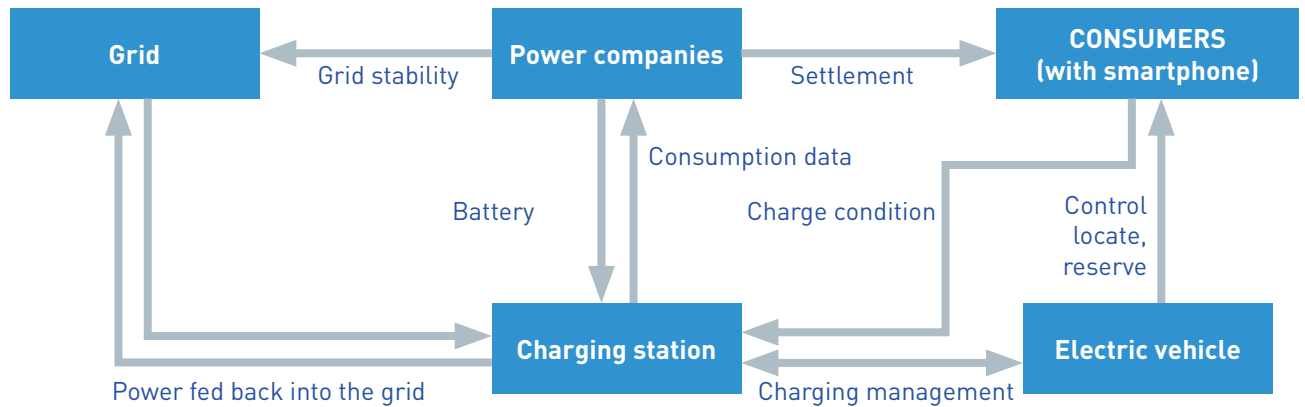 Grid
Power companies
CONSUMERS
(with smartphone)
Grid stability
Settlement
Consumption data
Battery
Charge condition
Control
locate,
reserve
Charging station
Electric vehicle
Power fed back into the grid
Charging management